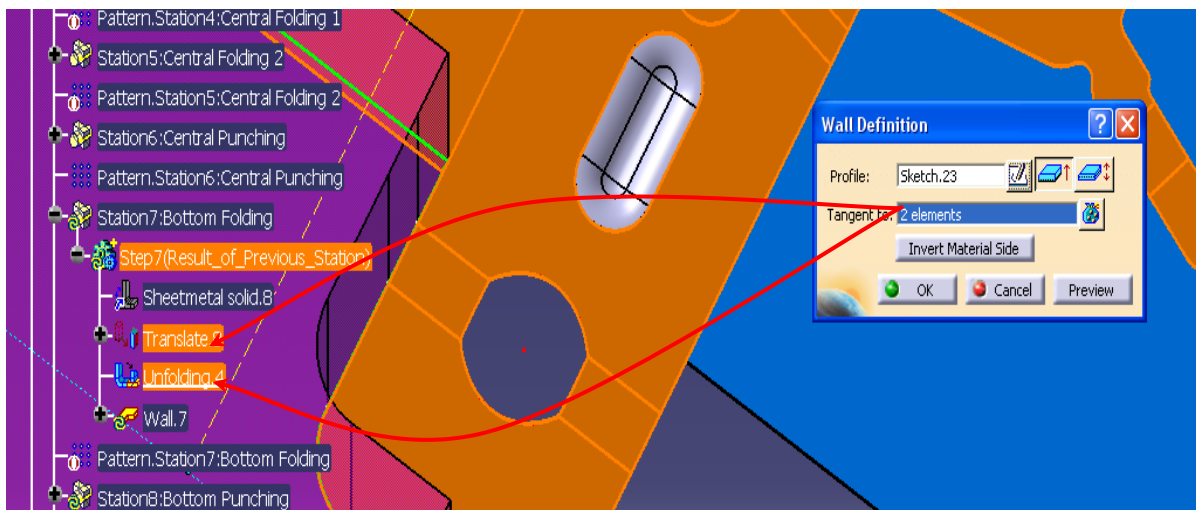 Pattern.Station4:Central Folding 1
Station5:Central Folding 2
Pattern.Station5:Central Folding 2
Station6:Central Punching
Pattern.Station6:Central Punching
Station7:Bottom Folding
Step7(Result_of_Previous_Station)
Sheetmetal solid.8
Translate.
Unfolding.4
Wall.7
Pattern.Station7:Bottom Folding
Station8:Bottom Punching
Wall Definition
Profile: Sketch.23
Tangent to: 2 elements
Invert Material Side
OK Cancel Preview